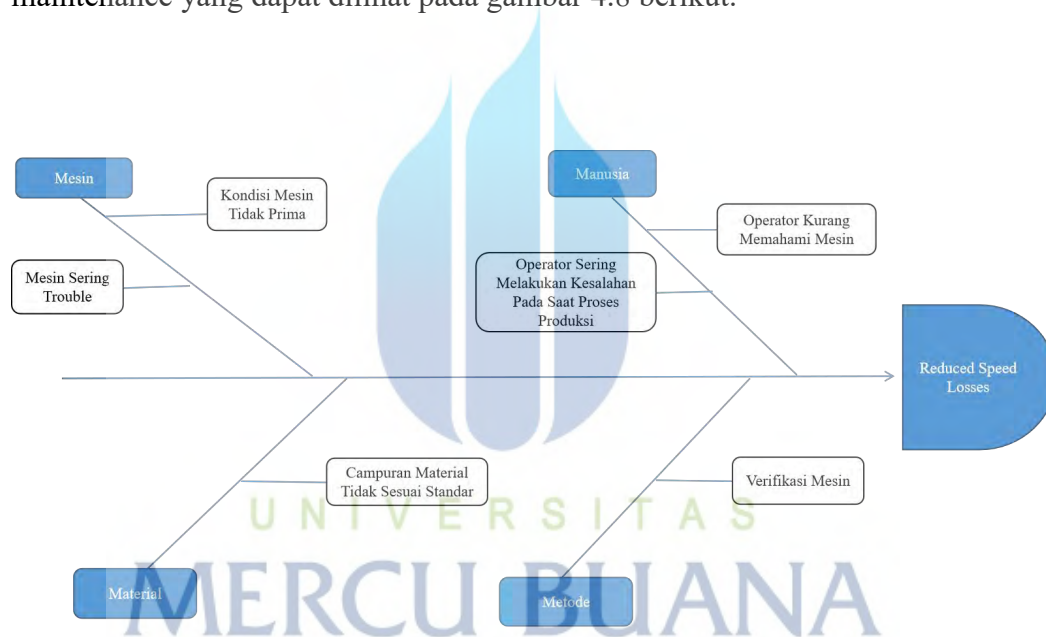 maintenance yang dapat dilihat pada gambar 4.8 berikut:
Mesin
Kondisi Mesin
Tidak Prima
Mesin Sering
Trouble
Manusia
Operator Kurang
Memahami Mesin
Operator Sering
Melakukan Kesalahan
Pada Saat Proses
Produksi
Reduced Speed
Losses
Campuran Material
Tidak Sesuai Standar
Verifikasi Mesin
Material
Metode
UNIVERSITAS
MERCU BUANA